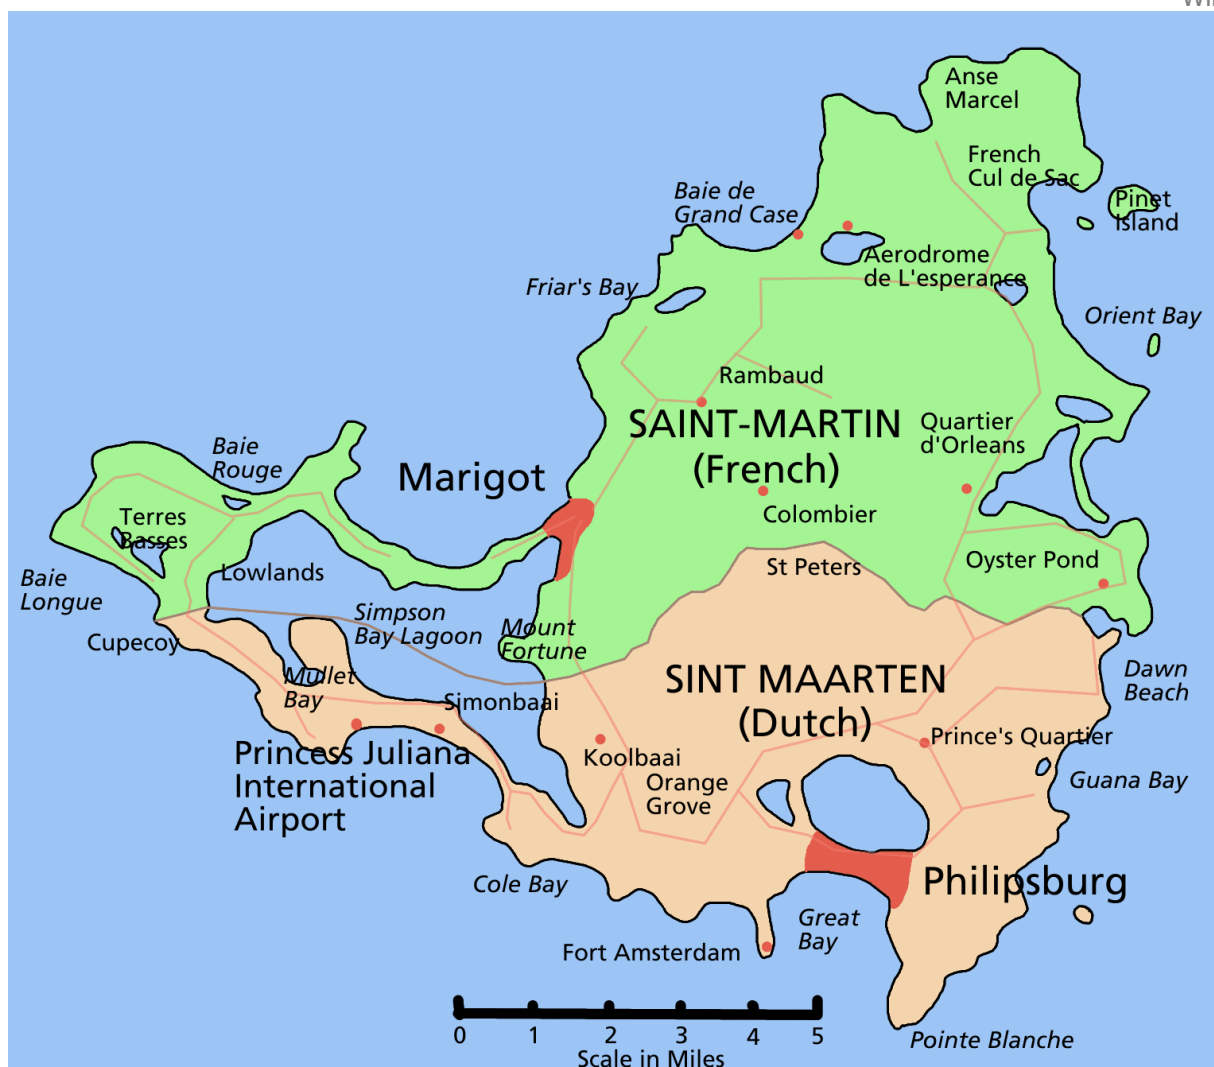 Anse
Marcel
French
Cul de Sac
Pinet
Island
Baie de
Grand Case
Aerodrome
de L'esperance
Friar's Bay
Orient Bay
Rambaud
SAINT-MARTIN
(French)
Quartier
d'Orleans
Baie
Rouge
Marigot
Colombier
Terres
Basses
Oyster Pond
St Peters
Baie
Longue
Lowlands
Simpson
Bay Lagoon
Mount
Fortune
Cupecoy
Mullet
Bay
Simonbaai
SINT MAARTEN
(Dutch)
Dawn
Beach
Princess Juliana
International
Airport
Koolbaai
Orange
Grove
Prince's Quartier
Guana Bay
Cole Bay
Philipsburg
Great
Bay
Fort Amsterdam
0 1 2 3 4 5
Scale in Miles
Pointe Blanche